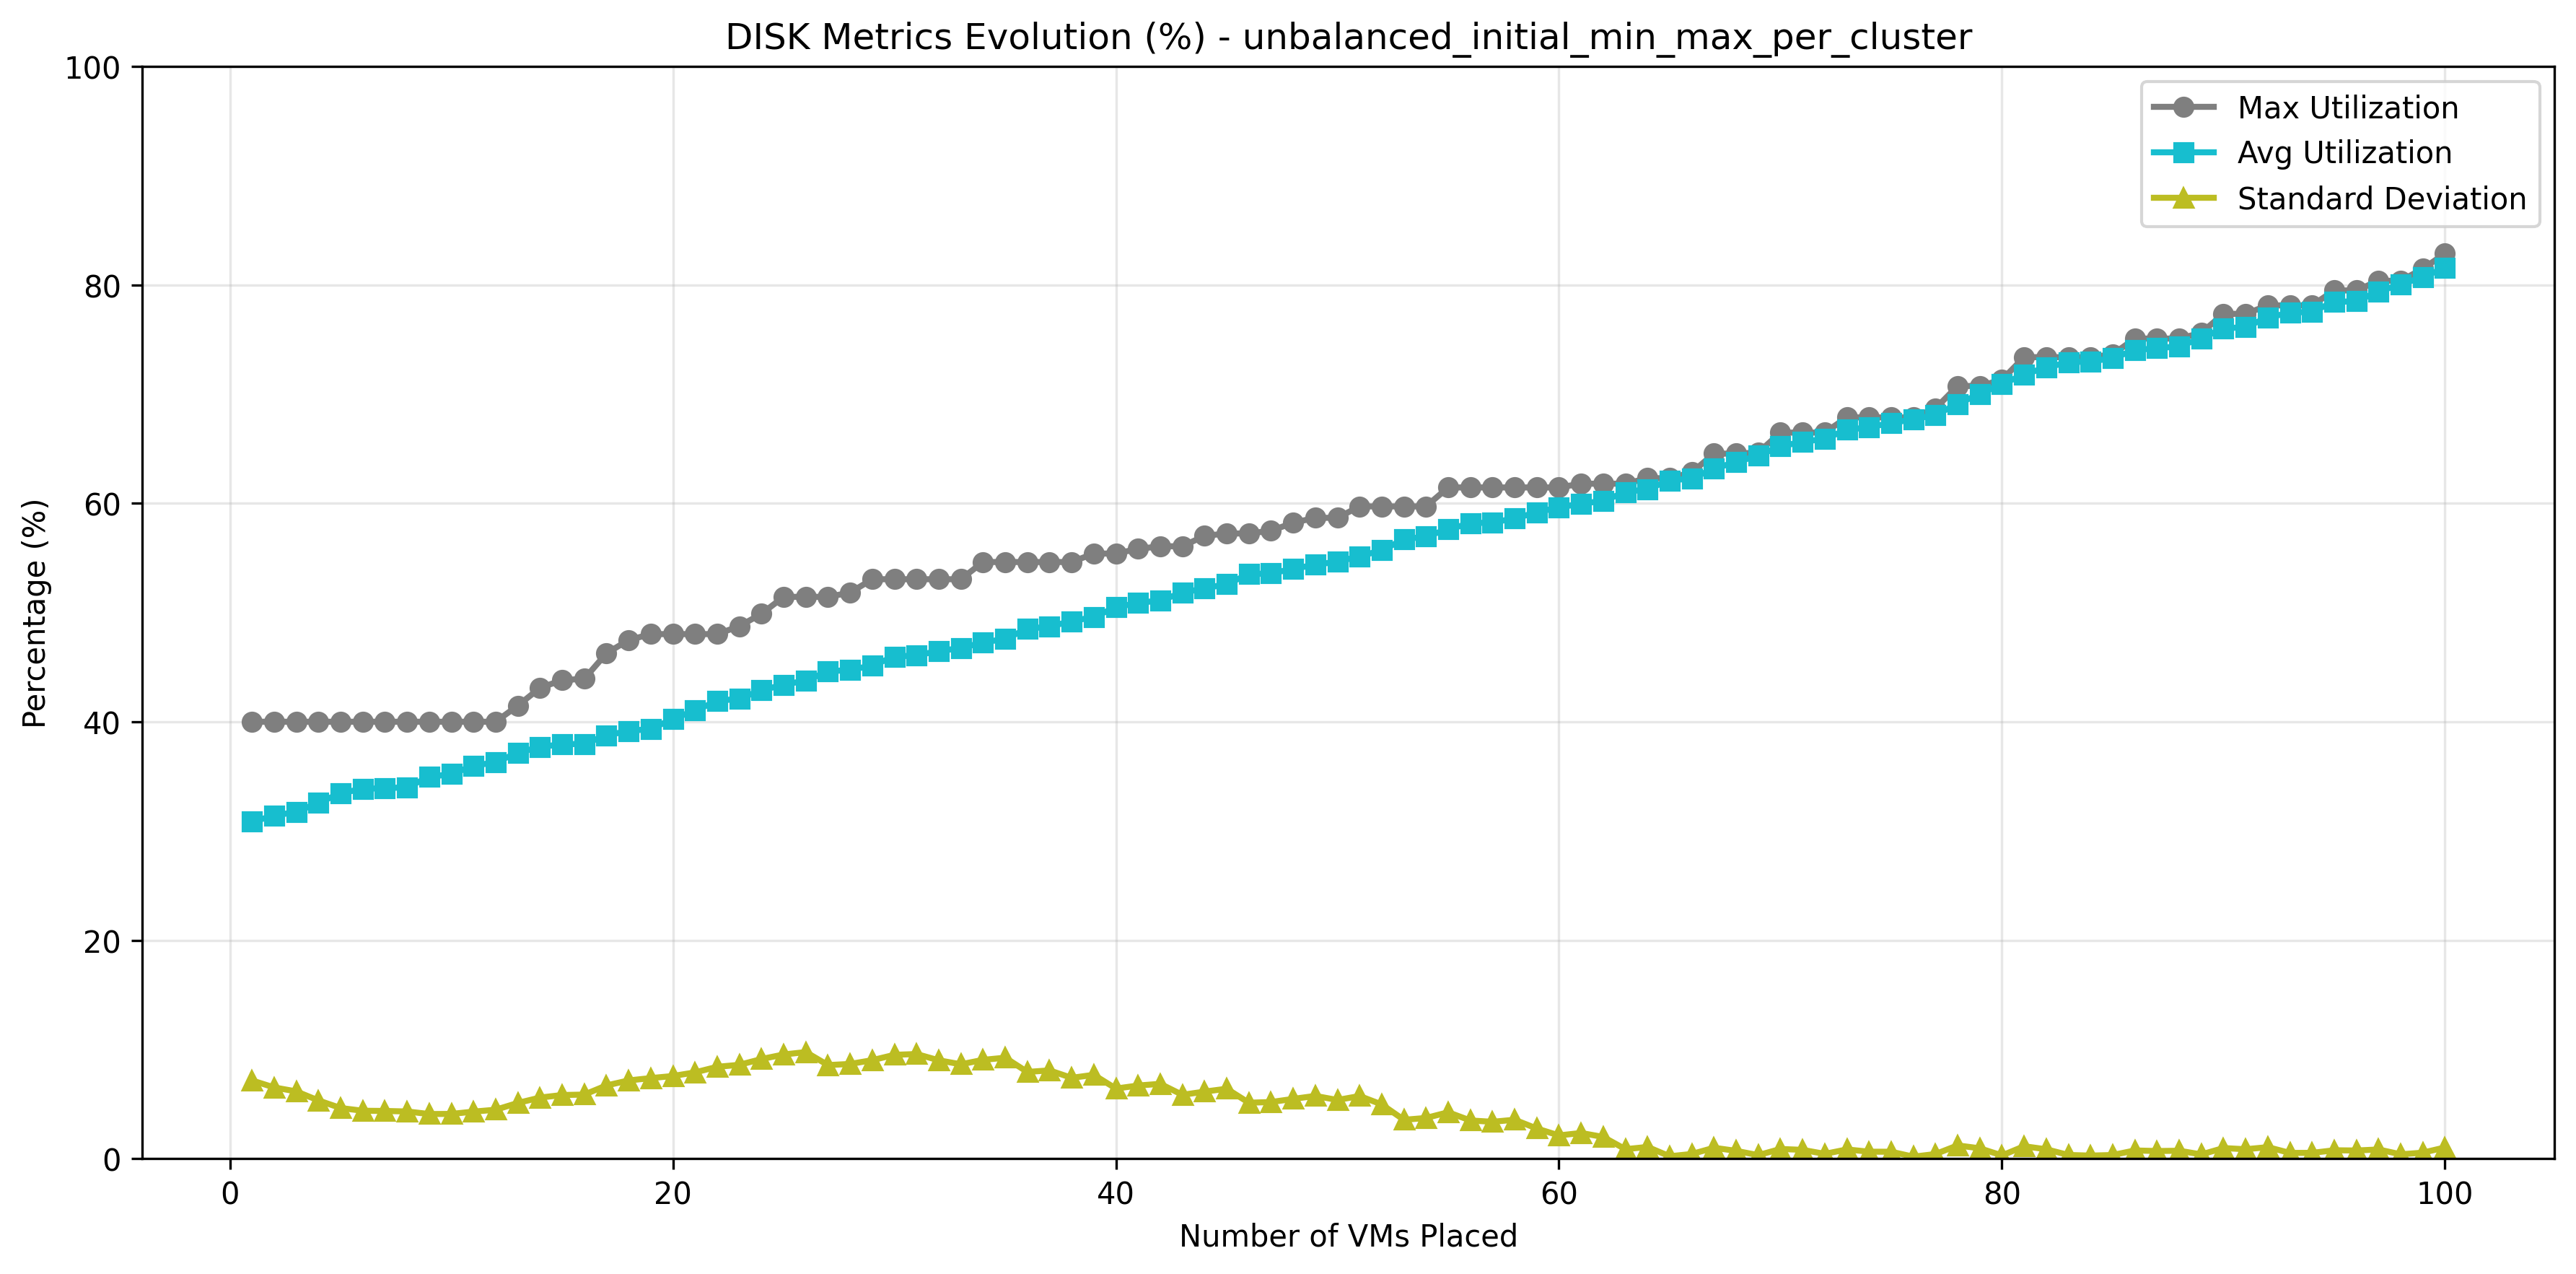 DISK Metrics Evolution (%) - unbalanced_initial_min_max_per_cluster
Max Utilization
Avg Utilization
Standard Deviation
Percentage (%)
100
80
60
40
20
0
0 20 40 60 80 100
Number of VMs Placed